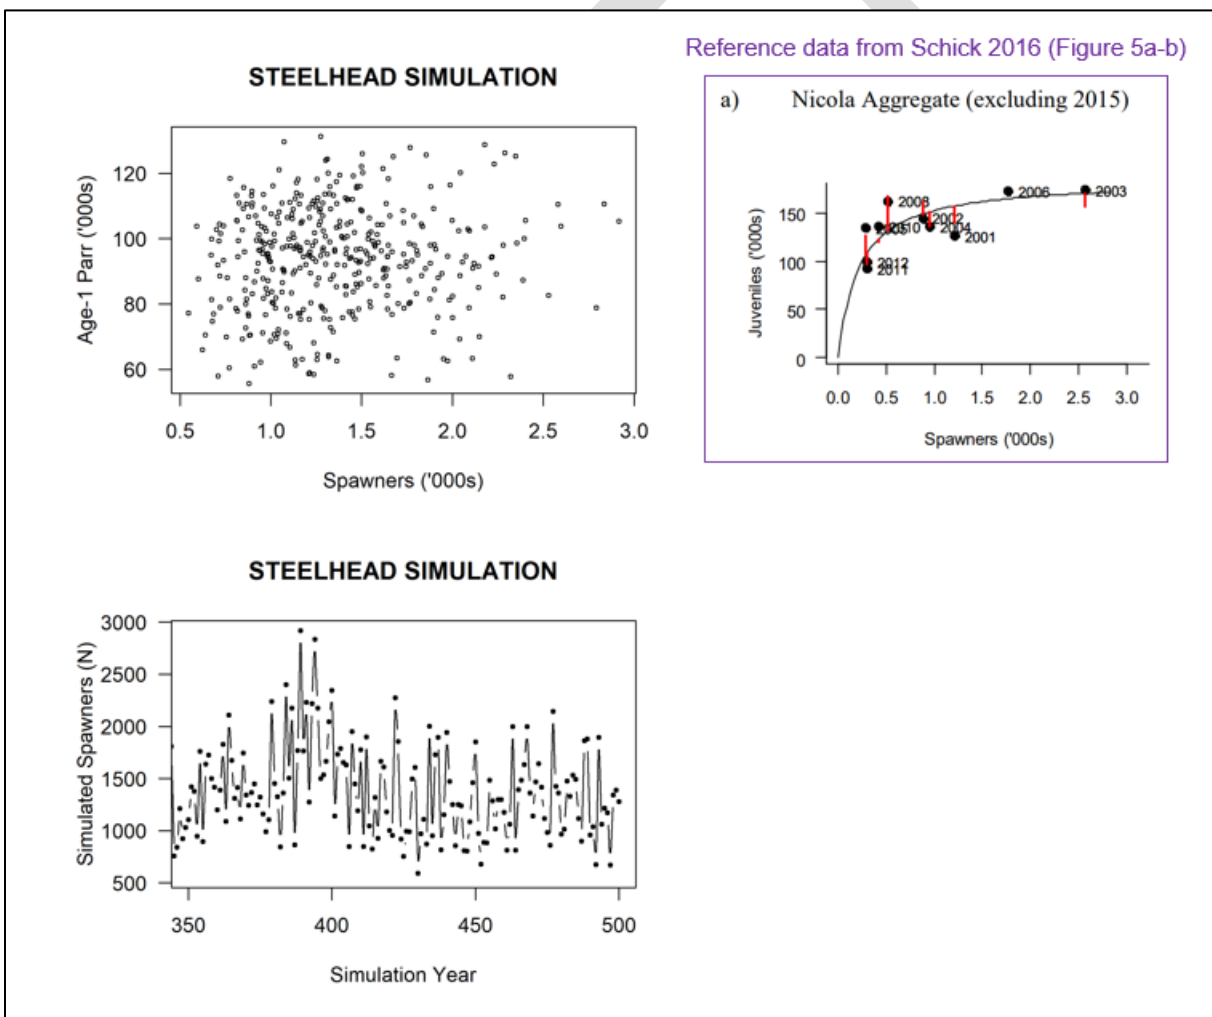 Reference data from Schick 2016 (Figure 5a-b)
STEELHEAD SIMULATION
Age-1 Parr ('000s)
120
100
80
60
0.5 1.0 1.5 2.0 2.5 3.0
Spawners ('000s)
a) Nicola Aggregate (excluding 2015)
Juveniles ('000s)
150
100
50
0
2003
2006
2003
2002
2004
2001
2012
2011
0.0 0.5 1.0 1.5 2.0 2.5 3.0
Spawners ('000s)
STEELHEAD SIMULATION
Simulated Spawners (N)
3000
2500
2000
1500
1000
500
350 400 450 500
Simulation Year